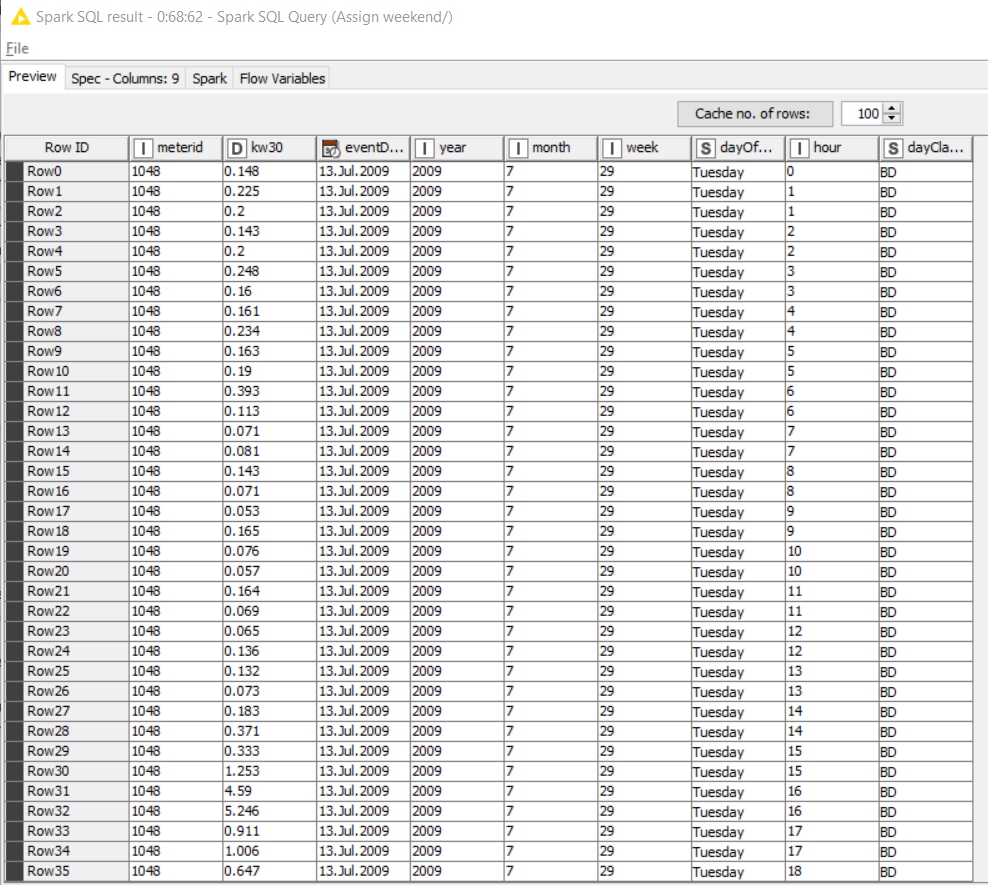 Spark SQL result - 0:68:62 - Spark SQL Query (Assign weekend/)
File
Preview Spec - Columns: 9 Spark Flow Variables
Cache no. of rows: 100
Row ID I meterid D kw30 eventD... I year I month I week S dayOf... I hour S dayCla...
Row0 1048 0.148 13.Jul.2009 2009 7 29 Tuesday 0 BD
Row1 1048 0.225 13.Jul.2009 2009 7 29 Tuesday 1 BD
Row2 1048 0.2 13.Jul.2009 2009 7 29 Tuesday 1 BD
Row3 1048 0.143 13.Jul.2009 2009 7 29 Tuesday 2 BD
Row4 1048 0.2 13.Jul.2009 2009 7 29 Tuesday 2 BD
Row5 1048 0.248 13.Jul.2009 2009 7 29 Tuesday 3 BD
Row6 1048 0.16 13.Jul.2009 2009 7 29 Tuesday 3 BD
Row7 1048 0.161 13.Jul.2009 2009 7 29 Tuesday 4 BD
Row8 1048 0.234 13.Jul.2009 2009 7 29 Tuesday 4 BD
Row9 1048 0.163 13.Jul.2009 2009 7 29 Tuesday 5 BD
Row10 1048 0.19 13.Jul.2009 2009 7 29 Tuesday 5 BD
Row11 1048 0.393 13.Jul.2009 2009 7 29 Tuesday 6 BD
Row12 1048 0.113 13.Jul.2009 2009 7 29 Tuesday 6 BD
Row13 1048 0.071 13.Jul.2009 2009 7 29 Tuesday 7 BD
Row14 1048 0.081 13.Jul.2009 2009 7 29 Tuesday 7 BD
Row15 1048 0.143 13.Jul.2009 2009 7 29 Tuesday 8 BD
Row16 1048 0.071 13.Jul.2009 2009 7 29 Tuesday 8 BD
Row17 1048 0.053 13.Jul.2009 2009 7 29 Tuesday 9 BD
Row18 1048 0.165 13.Jul.2009 2009 7 29 Tuesday 9 BD
Row19 1048 0.076 13.Jul.2009 2009 7 29 Tuesday 10 BD
Row20 1048 0.057 13.Jul.2009 2009 7 29 Tuesday 10 BD
Row21 1048 0.164 13.Jul.2009 2009 7 29 Tuesday 11 BD
Row22 1048 0.069 13.Jul.2009 2009 7 29 Tuesday 11 BD
Row23 1048 0.065 13.Jul.2009 2009 7 29 Tuesday 12 BD
Row24 1048 0.136 13.Jul.2009 2009 7 29 Tuesday 12 BD
Row25 1048 0.132 13.Jul.2009 2009 7 29 Tuesday 13 BD
Row26 1048 0.073 13.Jul.2009 2009 7 29 Tuesday 13 BD
Row27 1048 0.183 13.Jul.2009 2009 7 29 Tuesday 14 BD
Row28 1048 0.371 13.Jul.2009 2009 7 29 Tuesday 14 BD
Row29 1048 0.333 13.Jul.2009 2009 7 29 Tuesday 15 BD
Row30 1048 1.253 13.Jul.2009 2009 7 29 Tuesday 15 BD
Row31 1048 4.59 13.Jul.2009 2009 7 29 Tuesday 16 BD
Row32 1048 5.246 13.Jul.2009 2009 7 29 Tuesday 16 BD
Row33 1048 0.911 13.Jul.2009 2009 7 29 Tuesday 17 BD
Row34 1048 1.006 13.Jul.2009 2009 7 29 Tuesday 17 BD
Row35 1048 0.647 13.Jul.2009 2009 7 29 Tuesday 18 BD